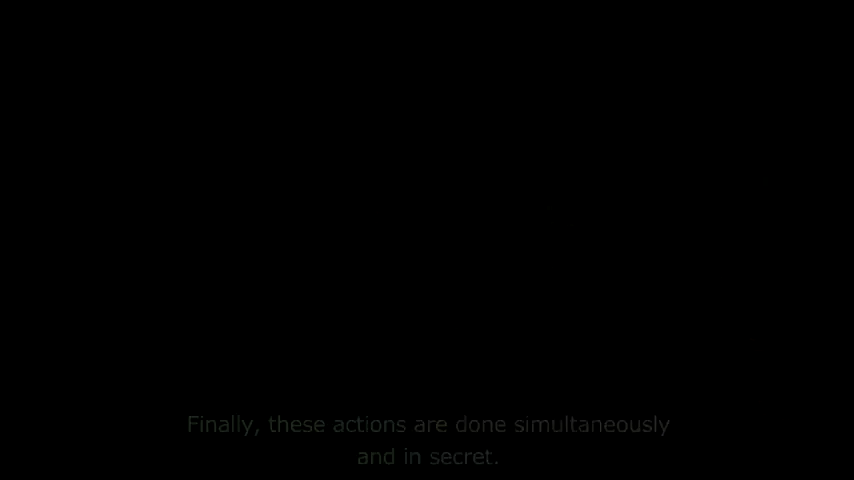 Finally, these actions are done simultaneously
and in secret.